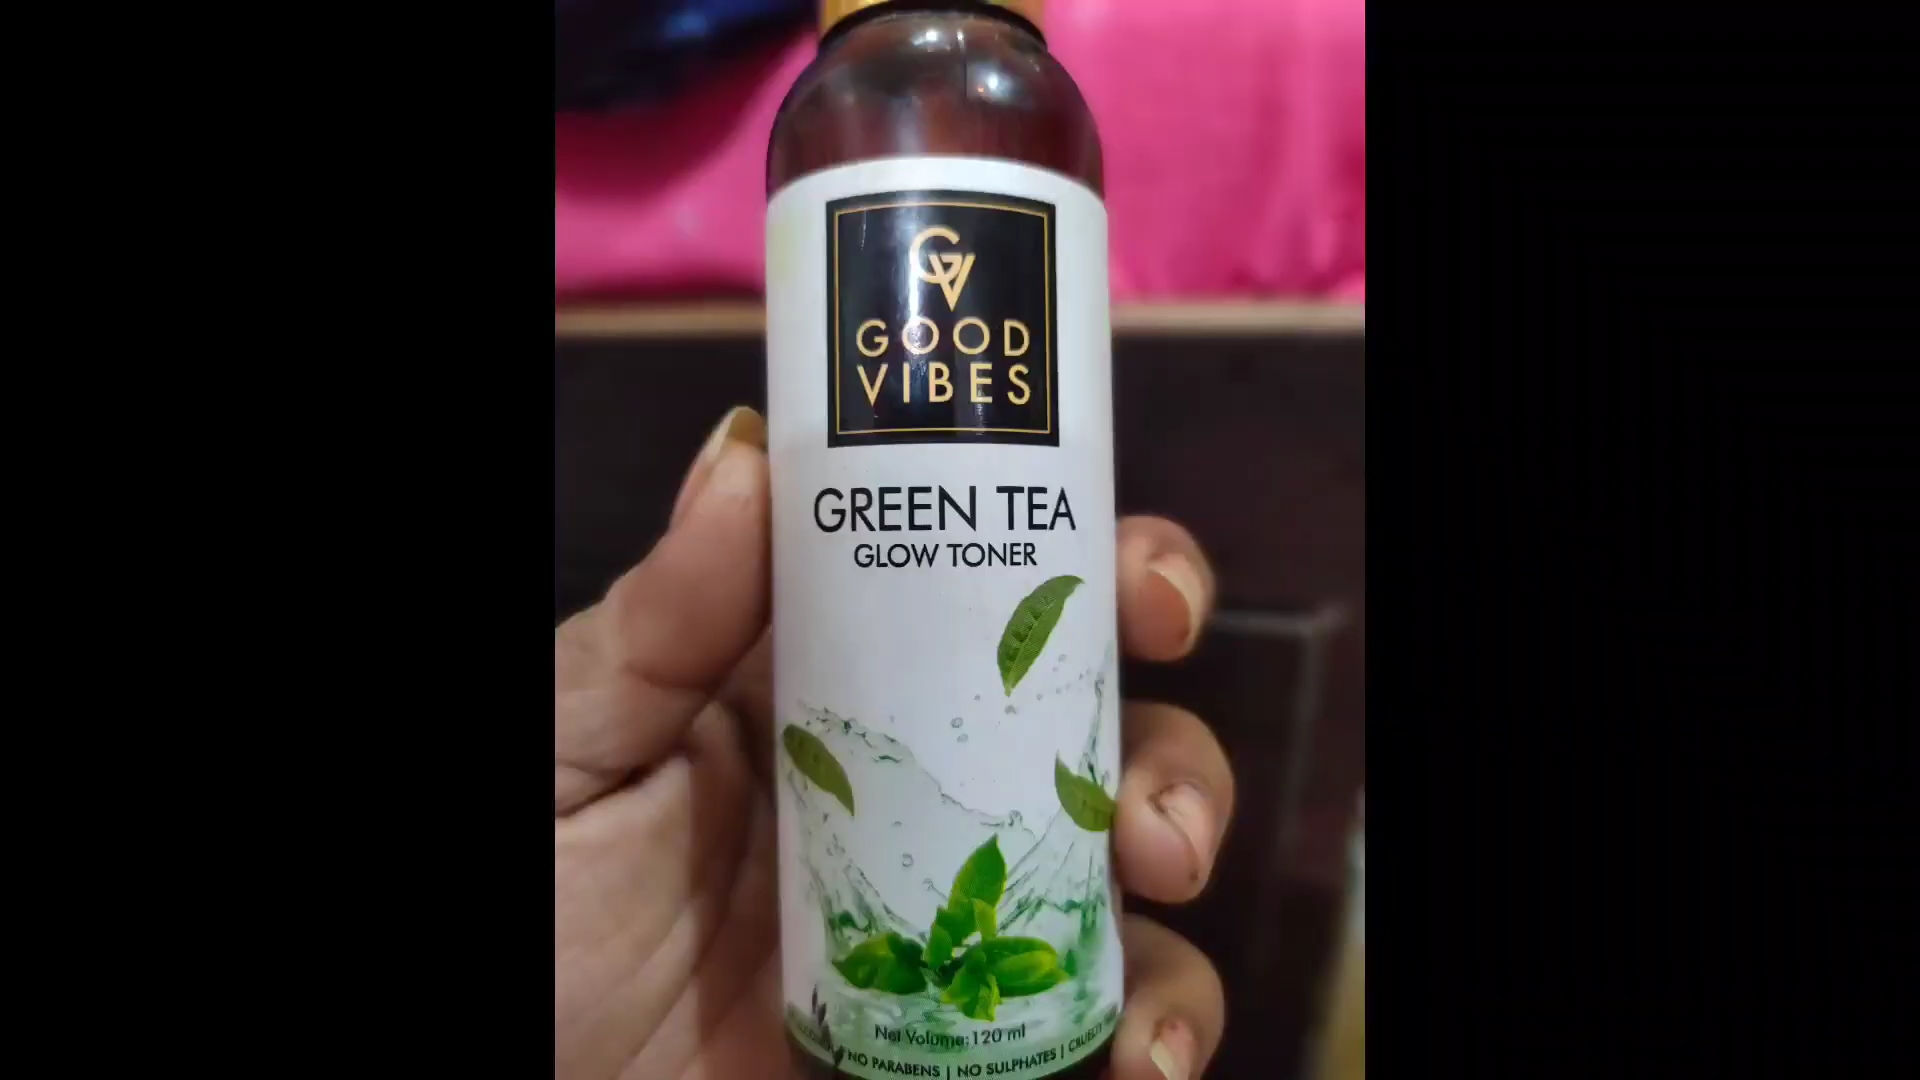 GV
GOOD
VIBES
GREEN TEA
GLOW TONER
Net Volume:120 ml
NO PARABENS | NO SULPHATES |